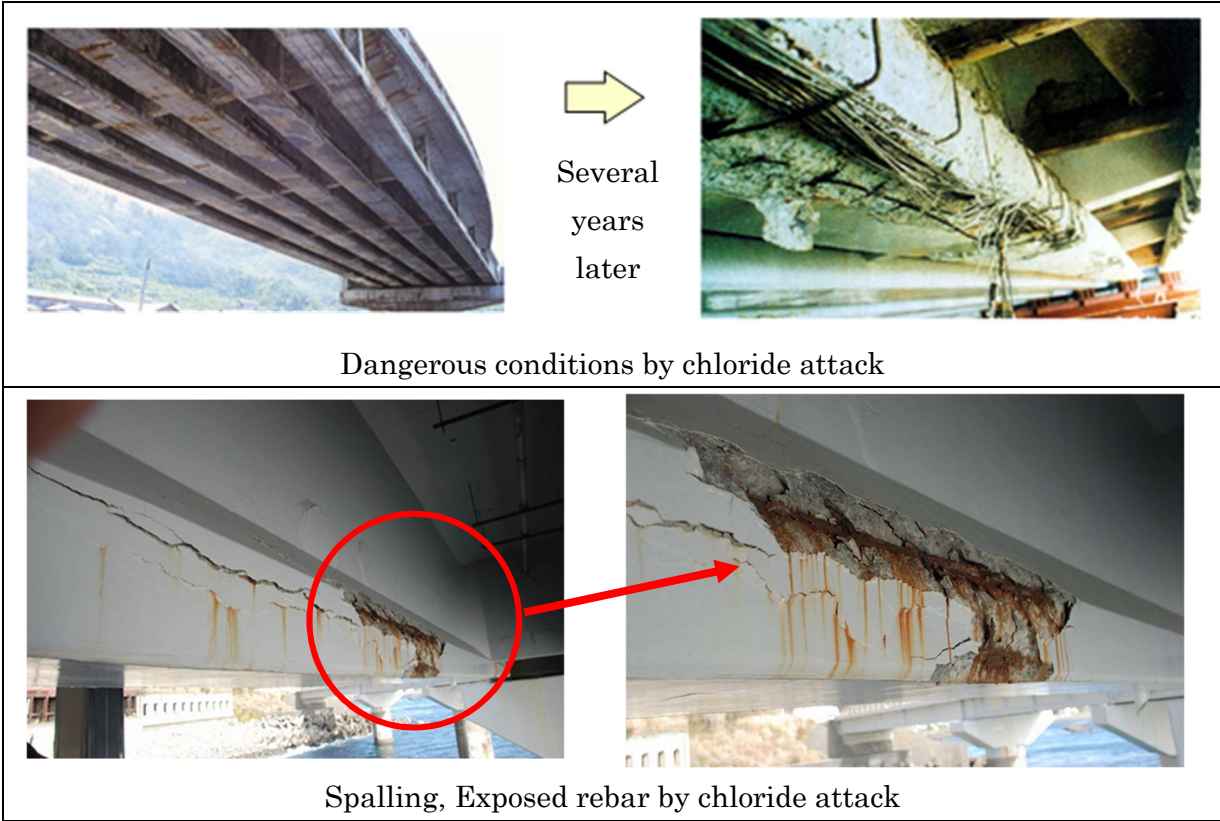 Several
years
later
Dangerous conditions by chloride attack
Spalling, Exposed rebar by chloride attack